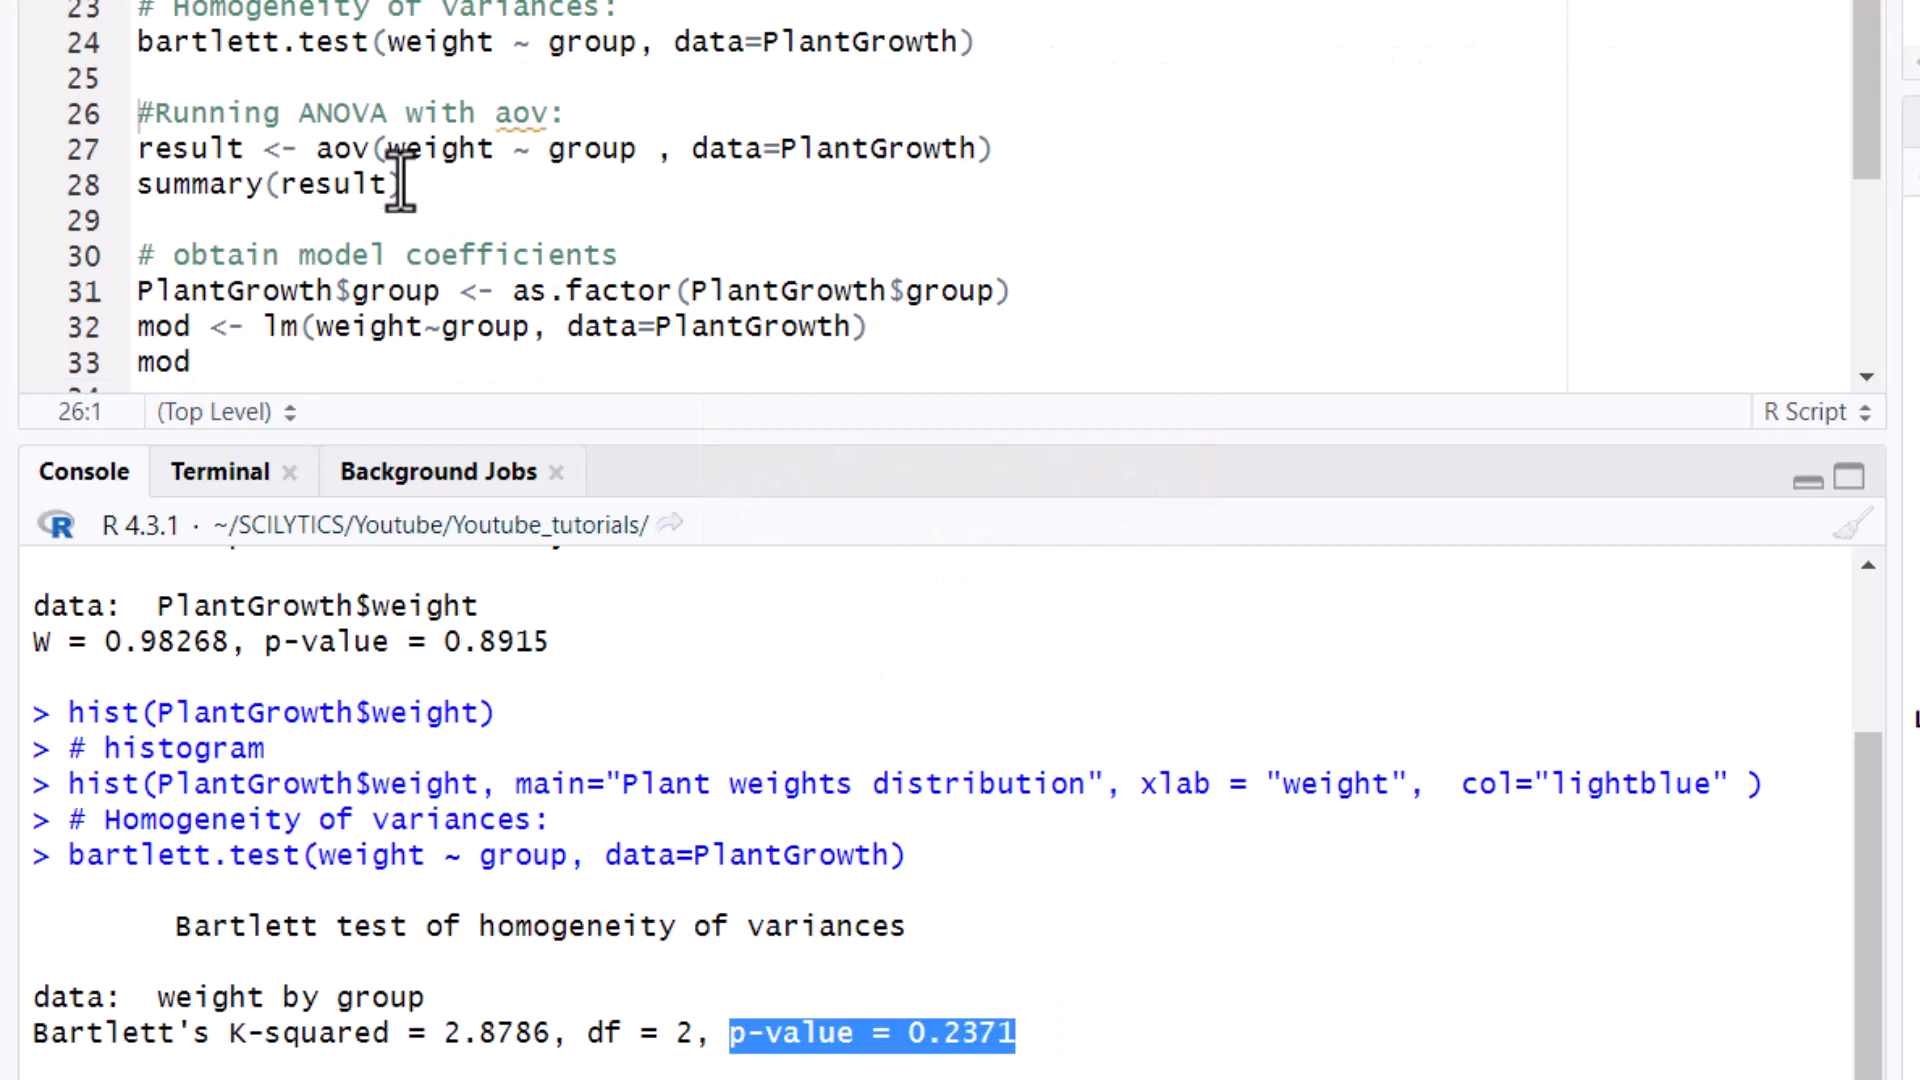 23 # Homogeneity of variances:
24 bartlett.test(weight ~ group, data=PlantGrowth)
25
26 #Running ANOVA with aov:
27 result <- aov(weight ~ group , data=PlantGrowth)
28 summary(result)
29
30 # obtain model coefficients
31 PlantGrowth$group <- as.factor(PlantGrowth$group)
32 mod <- lm(weight~group, data=PlantGrowth)
33 mod
26:1 (Top Level) R Script
Console Terminal Background Jobs
R 4.3.1 · ~/SCILYTICS/Youtube/Youtube_tutorials/
data:  PlantGrowth$weight
W = 0.98268, p-value = 0.8915
> hist(PlantGrowth$weight)
> # histogram
> hist(PlantGrowth$weight, main="Plant weights distribution", xlab = "weight",  col="lightblue" )
> # Homogeneity of variances:
> bartlett.test(weight ~ group, data=PlantGrowth)
Bartlett test of homogeneity of variances
data:  weight by group
Bartlett's K-squared = 2.8786, df = 2, p-value = 0.2371